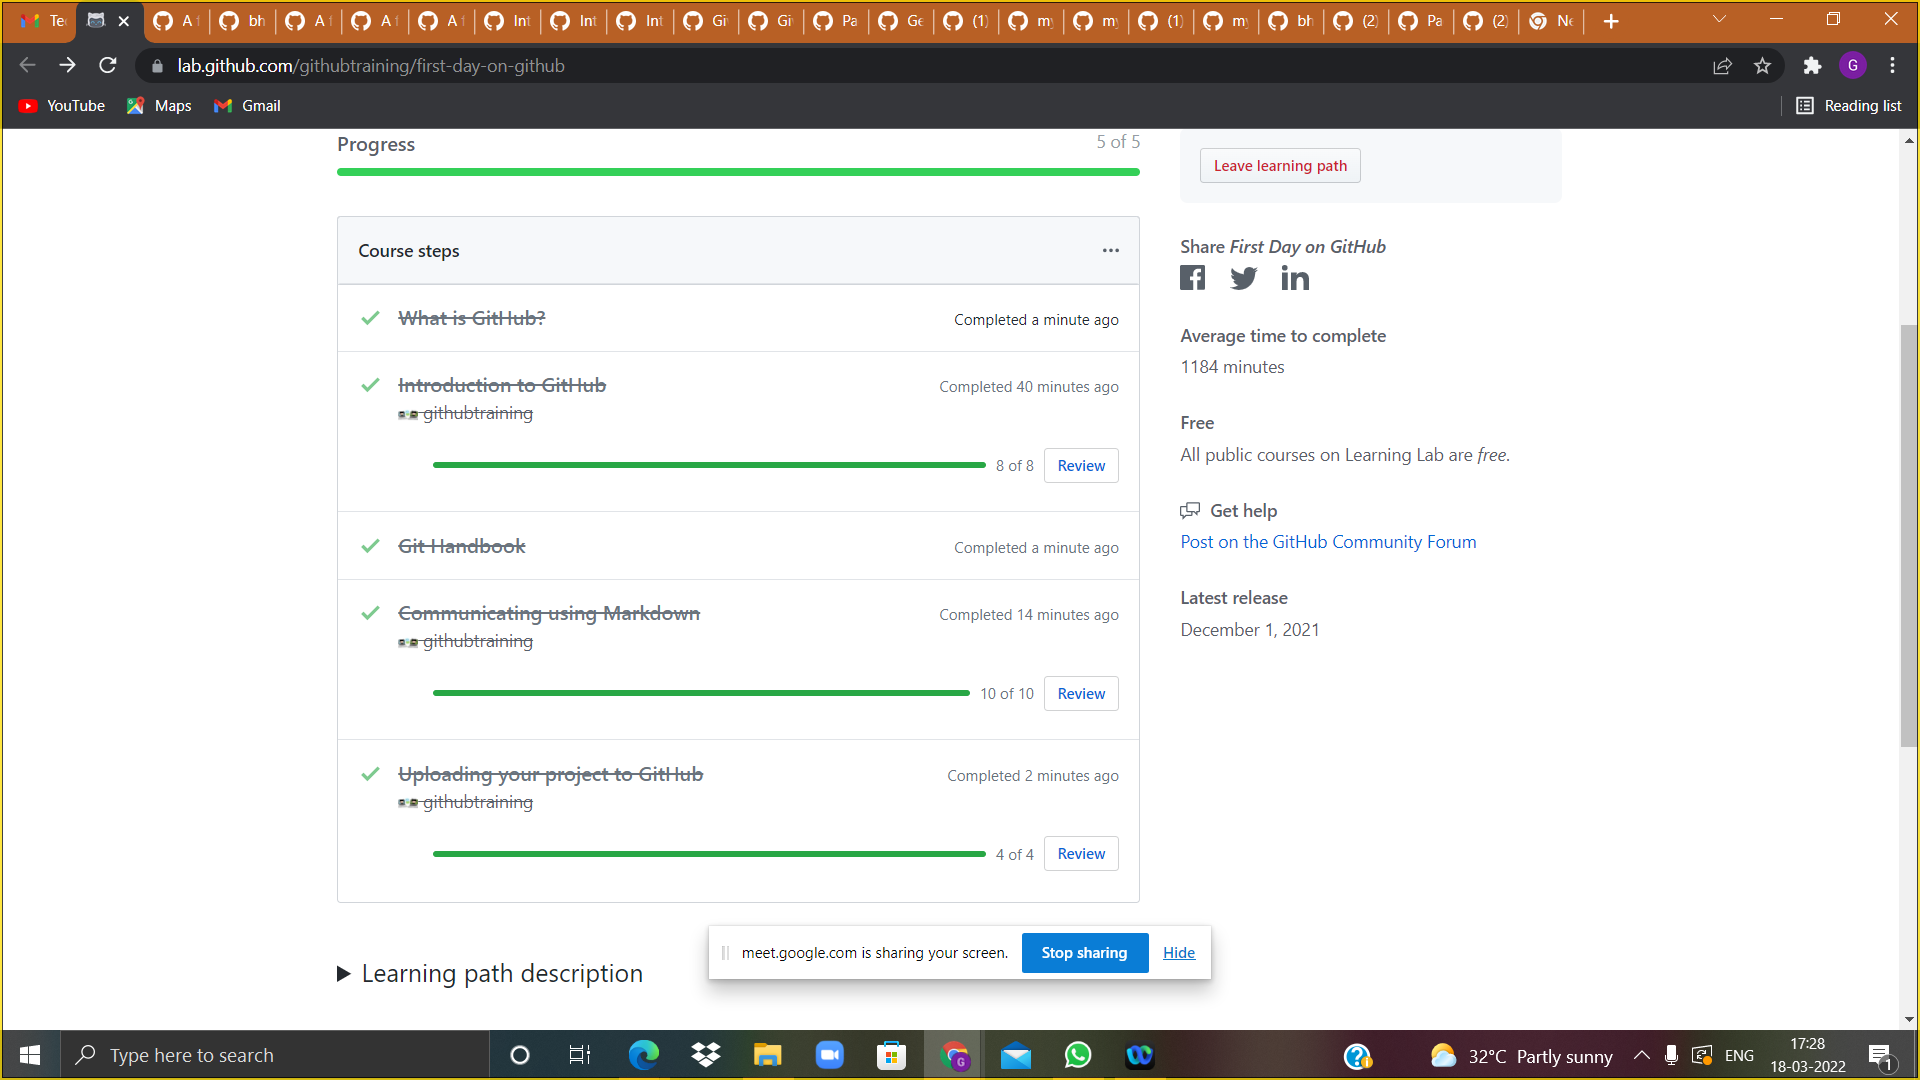 Te
A f
bh
A f
A f
A f
Int
Int
Int
Giv
Giv
Pa
Ge
(1)
my
my
(1)
my
bh
(2)
Pa
(2)
Ne
lab.github.com/githubtraining/first-day-on-github
G
YouTube
Maps
Gmail
Reading list
Progress
5 of 5
Leave learning path
Course steps
What is GitHub?
Completed a minute ago
Introduction to GitHub
Completed 40 minutes ago
githubtraining
8 of 8
Review
Git Handbook
Completed a minute ago
Communicating using Markdown
Completed 14 minutes ago
githubtraining
10 of 10
Review
Uploading your project to GitHub
Completed 2 minutes ago
githubtraining
4 of 4
Review
Learning path description
Share First Day on GitHub
Average time to complete
1184 minutes
Free
All public courses on Learning Lab are free.
Get help
Post on the GitHub Community Forum
Latest release
December 1, 2021
meet.google.com is sharing your screen.
Stop sharing
Hide
Type here to search
G
32°C Partly sunny
ENG
17:28
18-03-2022
1